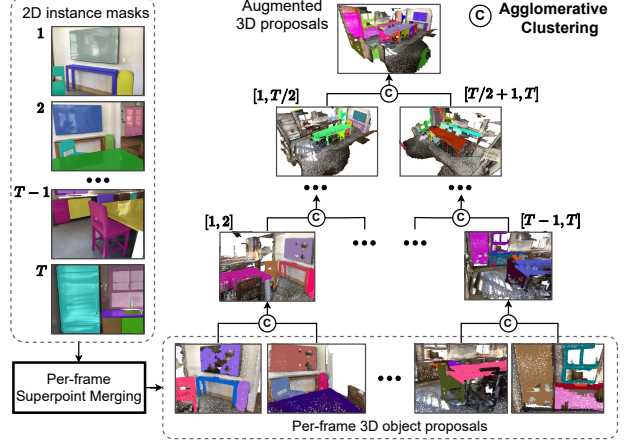 2D instance masks
1
2
T−1
T
Per-frame
Superpoint Merging
Augmented
3D proposals
C
Agglomerative
Clustering
C
[1, T/2]
[T/2 + 1, T]
C
C
[1, 2]
[T−1, T]
C
C
Per-frame 3D object proposals